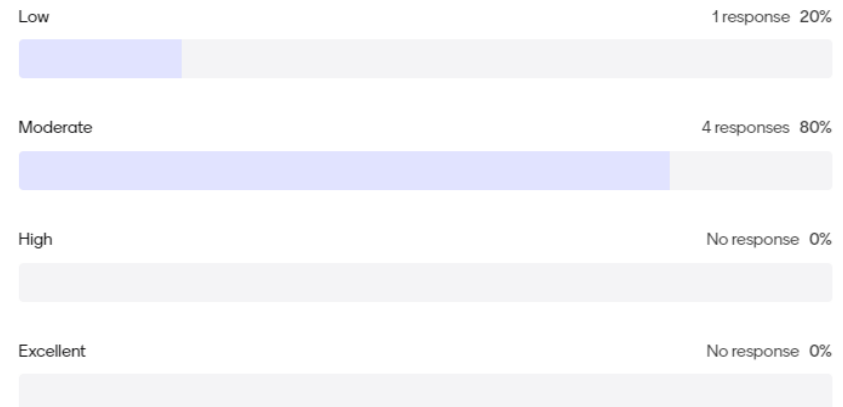 Low 1 response 20%
Moderate 4 responses 80%
High No response 0%
Excellent No response 0%